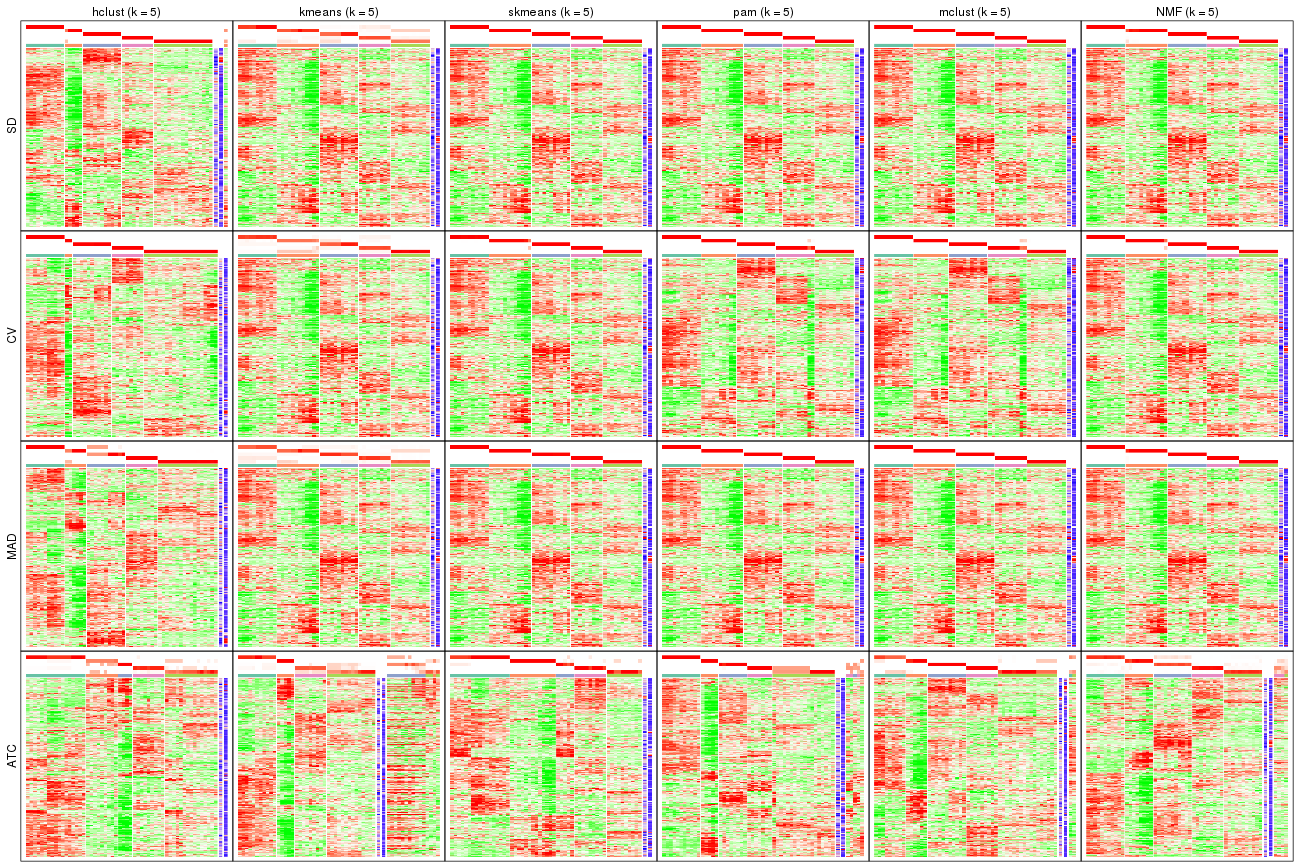 hclust (k = 5) kmeans (k = 5) skmeans (k = 5) pam (k = 5) mclust (k = 5) NMF (k = 5)
SD
CV
MAD
ATC